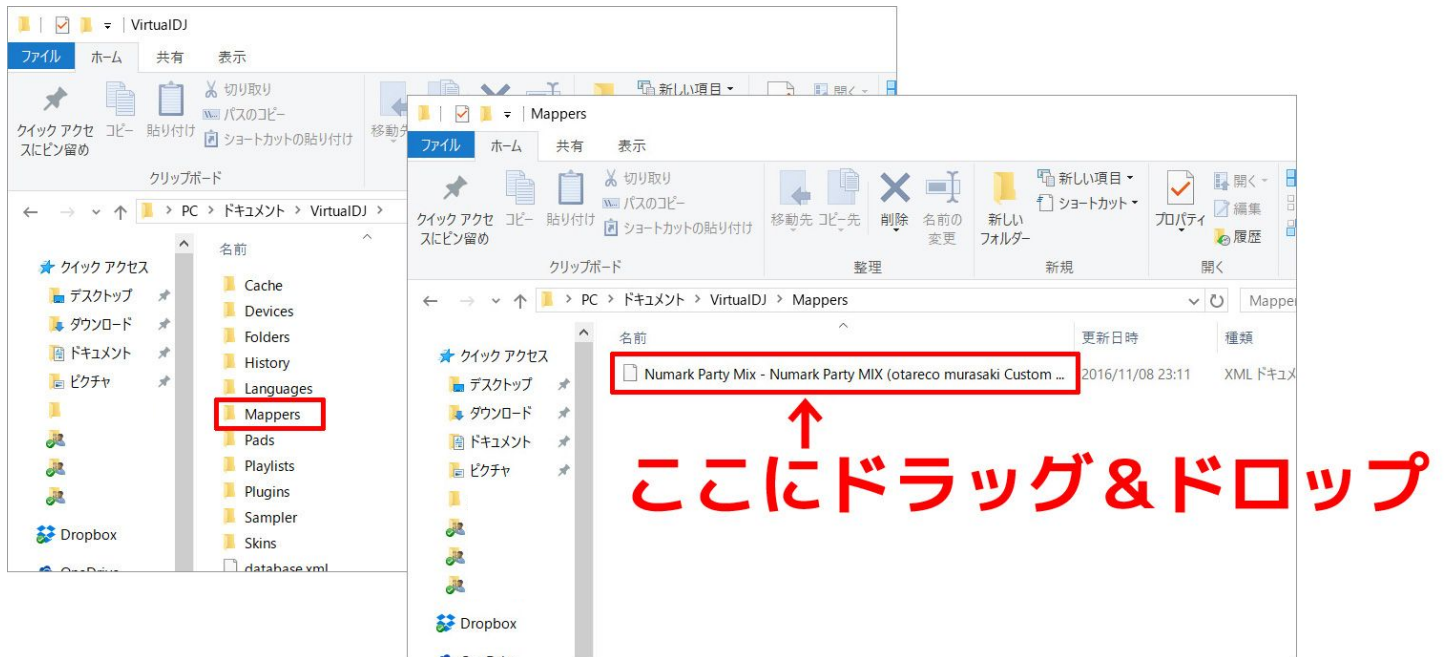 VirtualDJ
ファイル ホーム 共有 表示
クイック アクセスにピン留め
コピー
貼り付け
切り取り
パスのコピー
ショートカットの貼り付け
クリップボード
新しい項目
開く
PC > ドキュメント > VirtualDJ >
クイック アクセス
デスクトップ
ダウンロード
ドキュメント
ピクチャ
Dropbox
名前
Cache
Devices
Folders
History
Languages
Mappers
Pads
Playlists
Plugins
Sampler
Skins
database.xml
Mappers
ファイル ホーム 共有 表示
クイック アクセ
スにピン留め
コピー
貼り付け
切り取り
パスのコピー
ショートカットの貼り付け
クリップボード
移動先 コピー先 削除 名前の
変更
整理
新しい
フォルダー
新しい項目
ショートカット
新規
プロパティ
開く
編集
履歴
開く
PC > ドキュメント > VirtualDJ > Mappers
名前 更新日時 種類
Numark Party Mix - Numark Party MIX (otareco murasaki Custom ... 2016/11/08 23:11 XML ドキュメ
クイック アクセス
デスクトップ
ダウンロード
ドキュメント
ピクチャ
Dropbox
↑
ここにドラッグ＆ドロップ